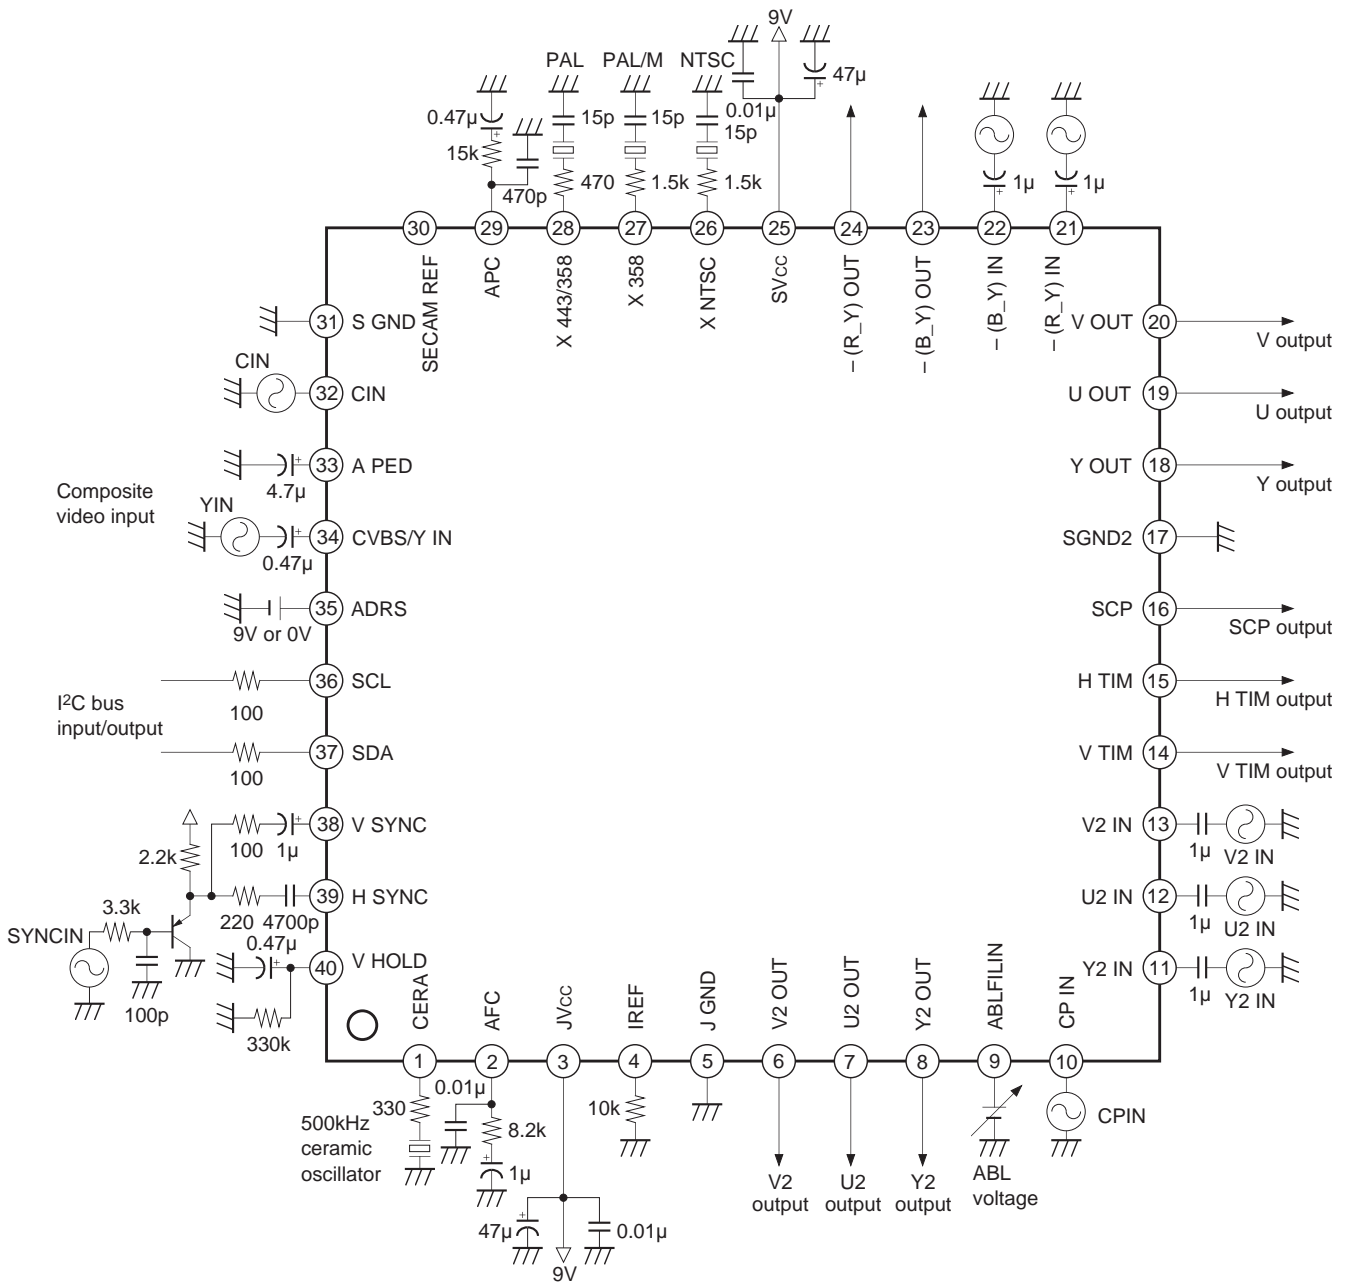 9V
PAL
PAL/M
NTSC
47µ
0.47µ
15p
15p
0.01µ
15p
15k
470p
470
1.5k
1.5k
1µ
1µ
30
29
28
27
26
25
24
23
22
21
SECAM REF
APC
X 443/358
X 358
X NTSC
SVCC
– (R_Y) OUT
– (B_Y) OUT
– (B_Y) IN
– (R_Y) IN
31
S GND
V OUT
20
V output
CIN
32
CIN
U OUT
19
U output
33
A PED
4.7µ
Y OUT
18
Y output
Composite
video input
YIN
34
CVBS/Y IN
0.47µ
SGND2
17
35
ADRS
9V or 0V
SCP
16
SCP output
I²C bus
input/output
36
SCL
100
H TIM
15
H TIM output
37
SDA
100
V TIM
14
V TIM output
38
V SYNC
2.2k
100
1µ
V2 IN
13
1µ
V2 IN
39
H SYNC
3.3k
220
4700p
U2 IN
12
1µ
U2 IN
SYNCIN
0.47µ
40
V HOLD
100p
330k
Y2 IN
11
1µ
Y2 IN
CERA
AFC
JVCC
IREF
J GND
V2 OUT
U2 OUT
Y2 OUT
ABLFILIN
CP IN
1
2
3
4
5
6
7
8
9
10
0.01µ
330
8.2k
10k
CPIN
500kHz
ceramic
oscillator
1µ
V2
output
U2
output
Y2
output
ABL
voltage
47µ
0.01µ
9V